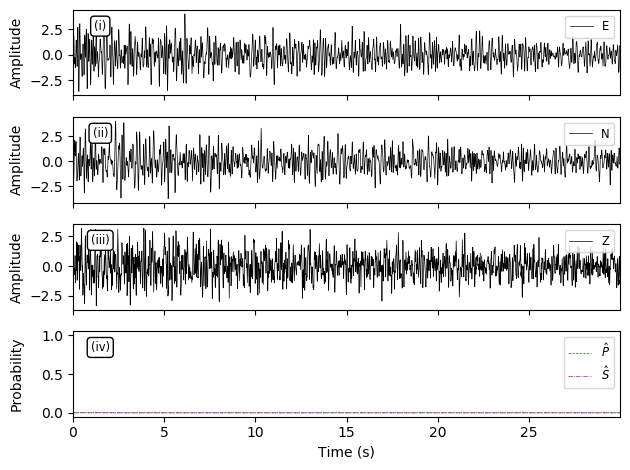 Amplitude
2.5
0.0
−2.5
(i)
E
Amplitude
2.5
0.0
−2.5
(ii)
N
Amplitude
2.5
0.0
−2.5
(iii)
Z
Probability
1.0
0.5
0.0
(iv)
P̂
Ŝ
0 5 10 15 20 25
Time (s)